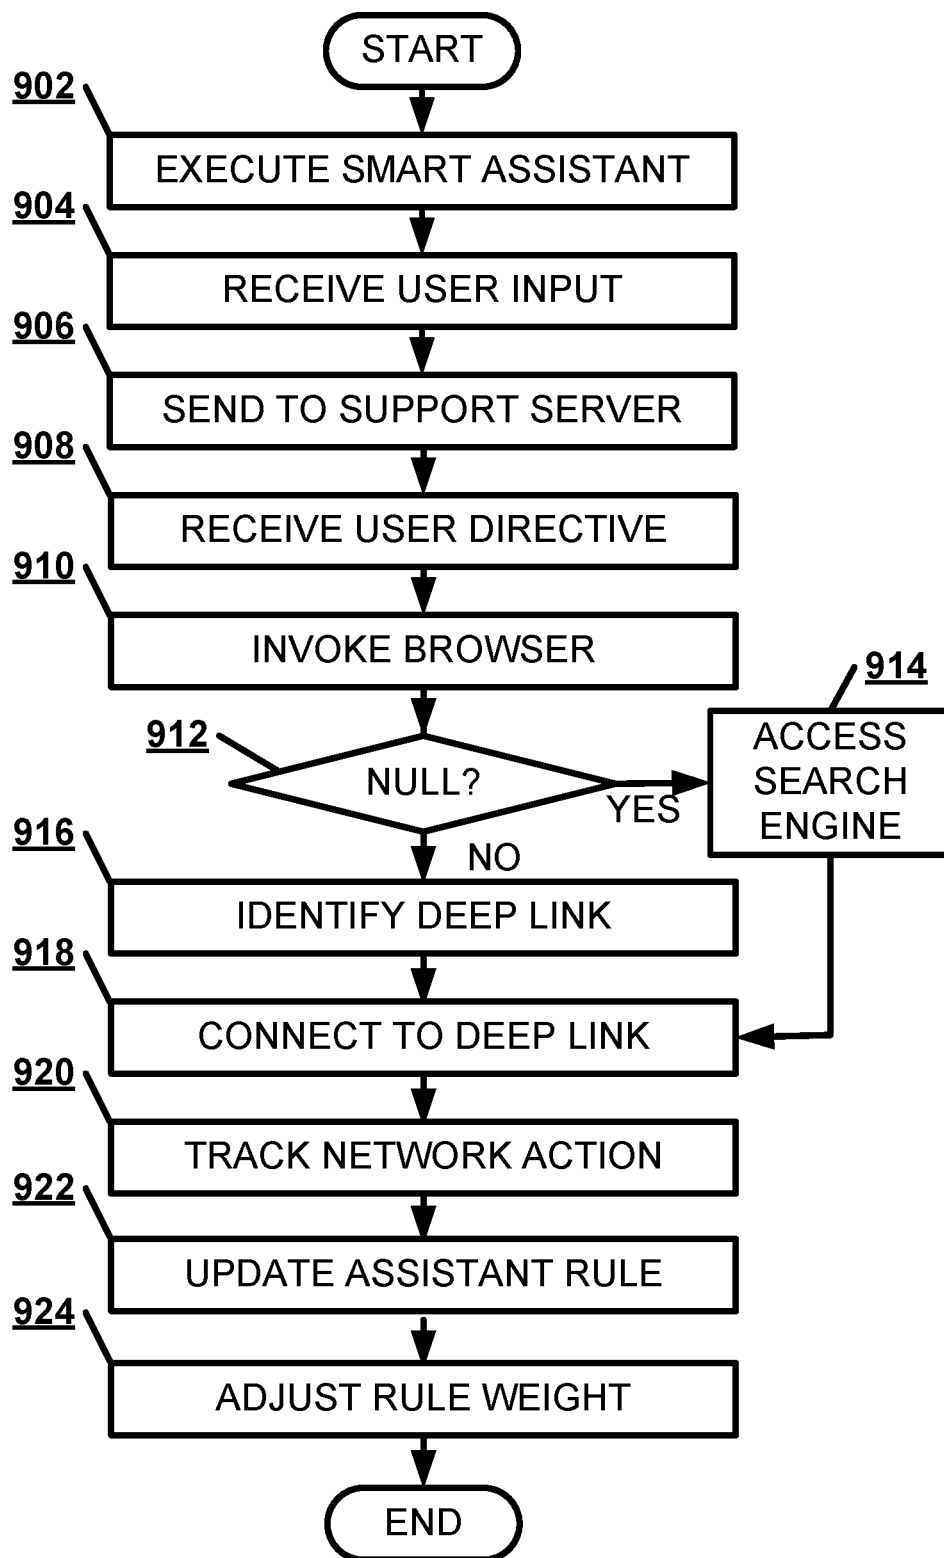 START
902
EXECUTE SMART ASSISTANT
904
RECEIVE USER INPUT
906
SEND TO SUPPORT SERVER
908
RECEIVE USER DIRECTIVE
910
INVOKE BROWSER
914
ACCESS
SEARCH
ENGINE
912
NULL?
YES
NO
916
IDENTIFY DEEP LINK
918
CONNECT TO DEEP LINK
920
TRACK NETWORK ACTION
922
UPDATE ASSISTANT RULE
924
ADJUST RULE WEIGHT
END